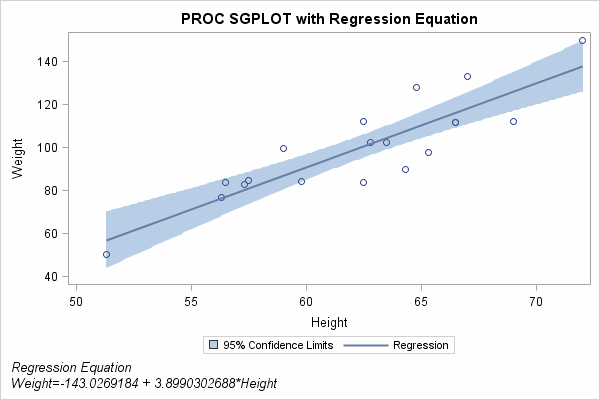 PROC SGPLOT with Regression Equation
140
120
100
80
60
40
Weight
50 55 60 65 70
Height
95% Confidence Limits Regression
Regression Equation
Weight=-143.0269184 + 3.8990302688*Height